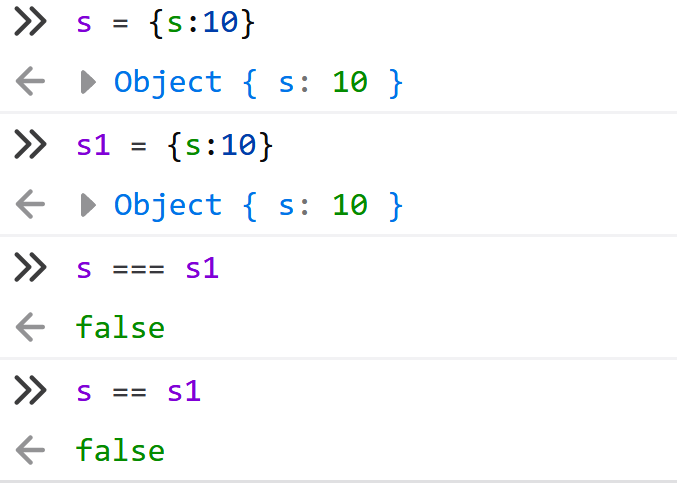 s = {s:10}
Object { s: 10 }
s1 = {s:10}
Object { s: 10 }
s === s1
false
s == s1
false